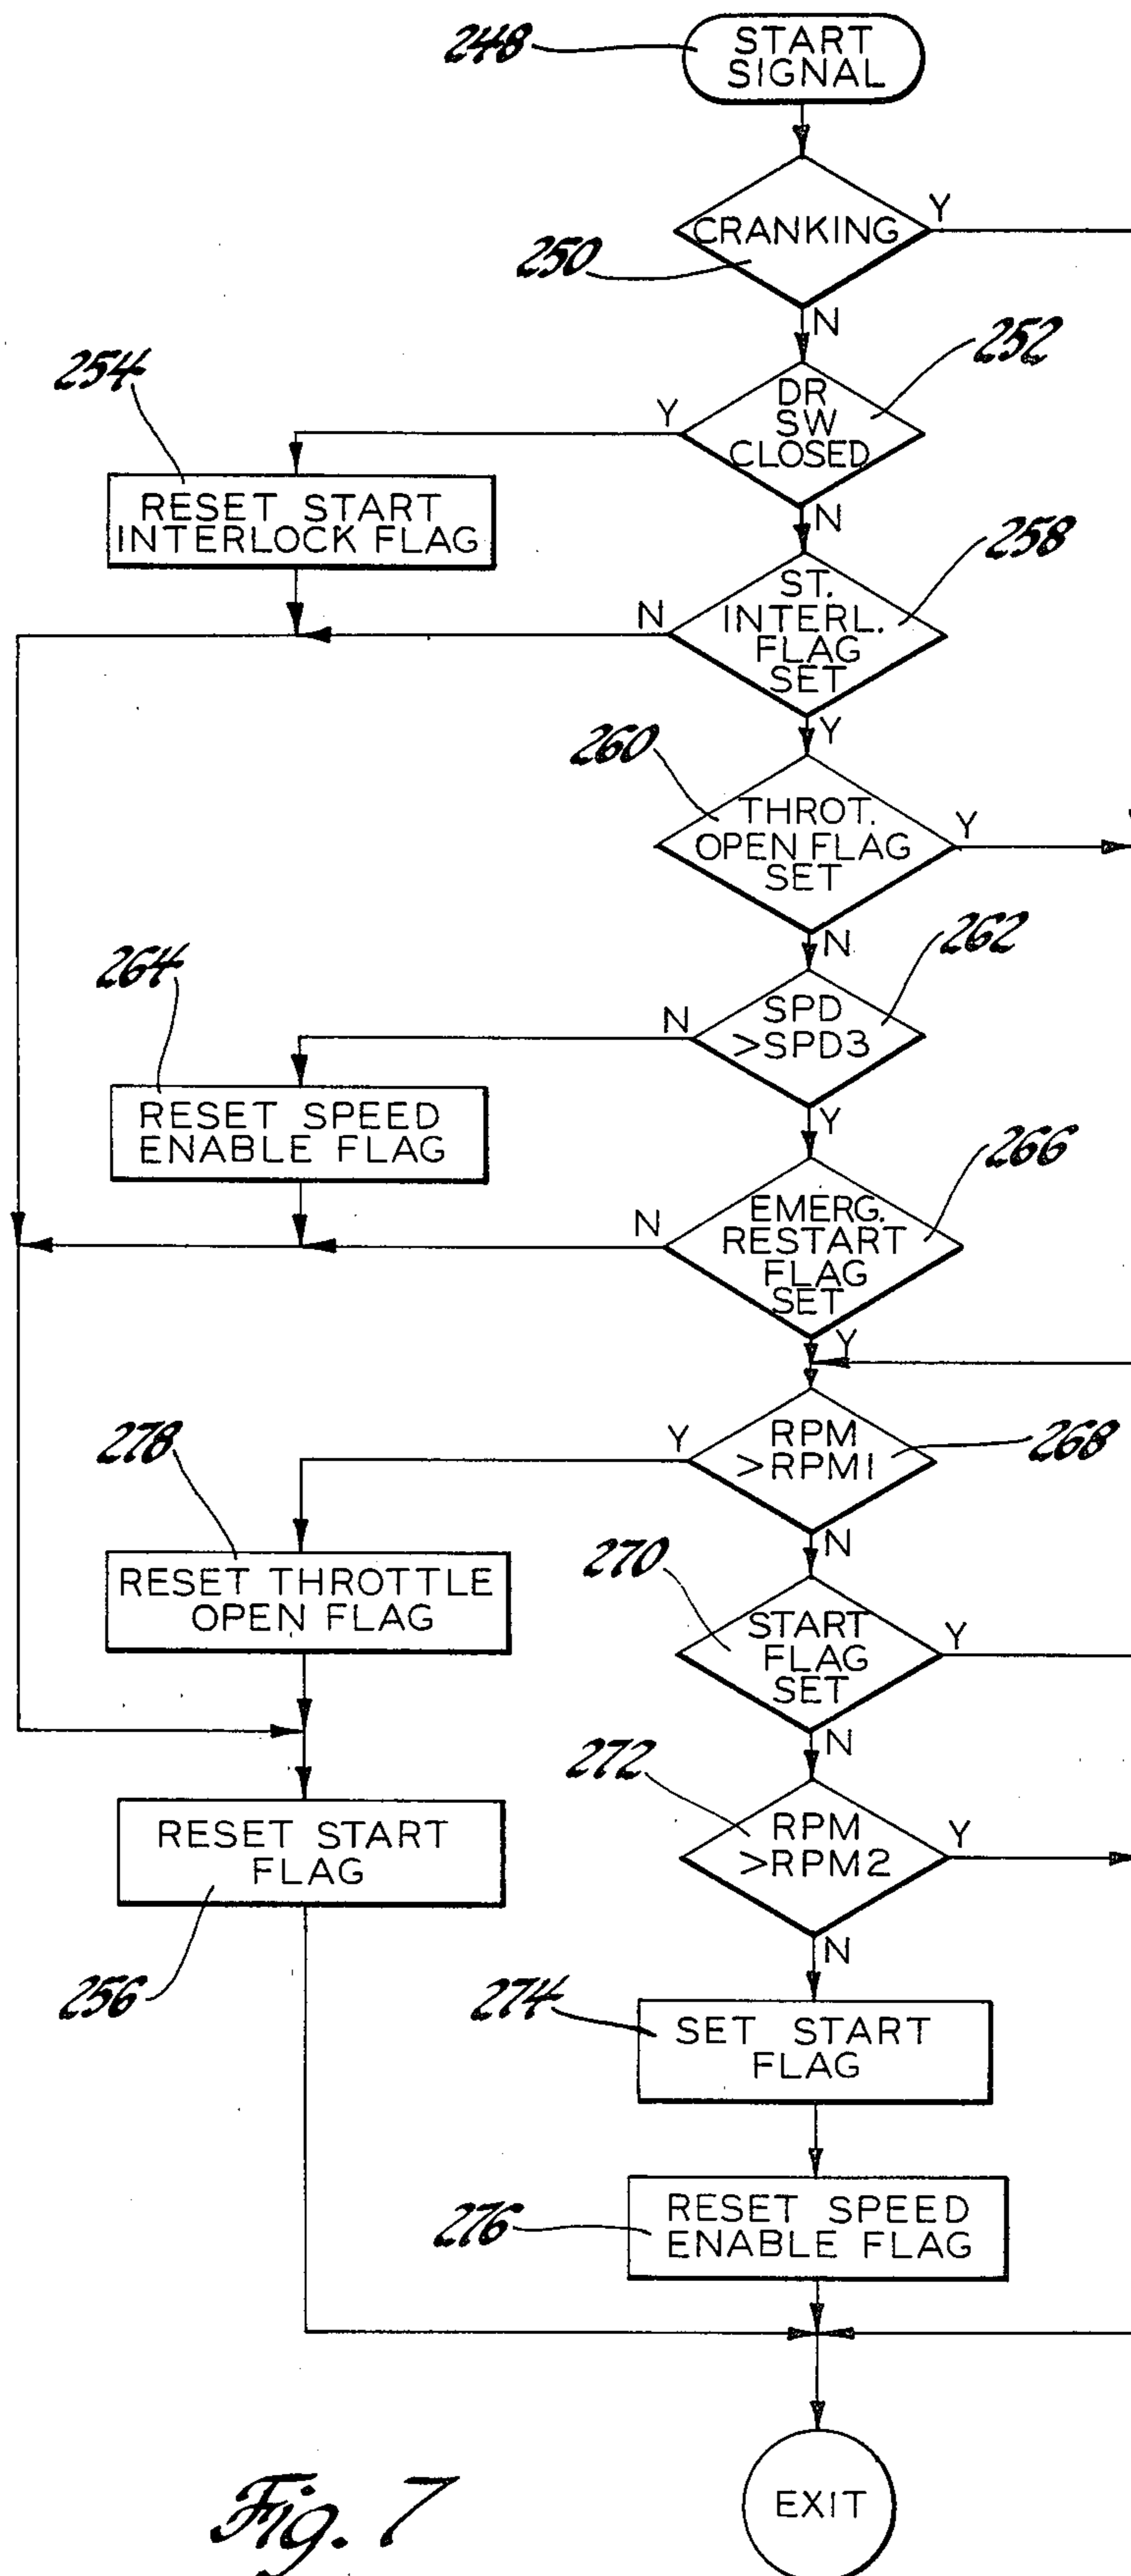 248
START
SIGNAL
CRANKING
Y
250
N
252
254
DR
SW
CLOSED
Y
N
RESET START
INTERLOCK FLAG
258
ST.
INTERL.
FLAG
SET
N
Y
260
THROT.
OPEN FLAG
SET
Y
N
262
264
SPD
>SPD3
N
Y
RESET SPEED
ENABLE FLAG
266
EMERG.
RESTART
FLAG
SET
N
Y
278
RPM
>RPM1
Y
268
N
270
RESET THROTTLE
OPEN FLAG
START
FLAG
SET
Y
N
272
RPM
>RPM2
Y
RESET START
FLAG
N
256
274
SET START
FLAG
276
RESET SPEED
ENABLE FLAG
EXIT
Fig. 7